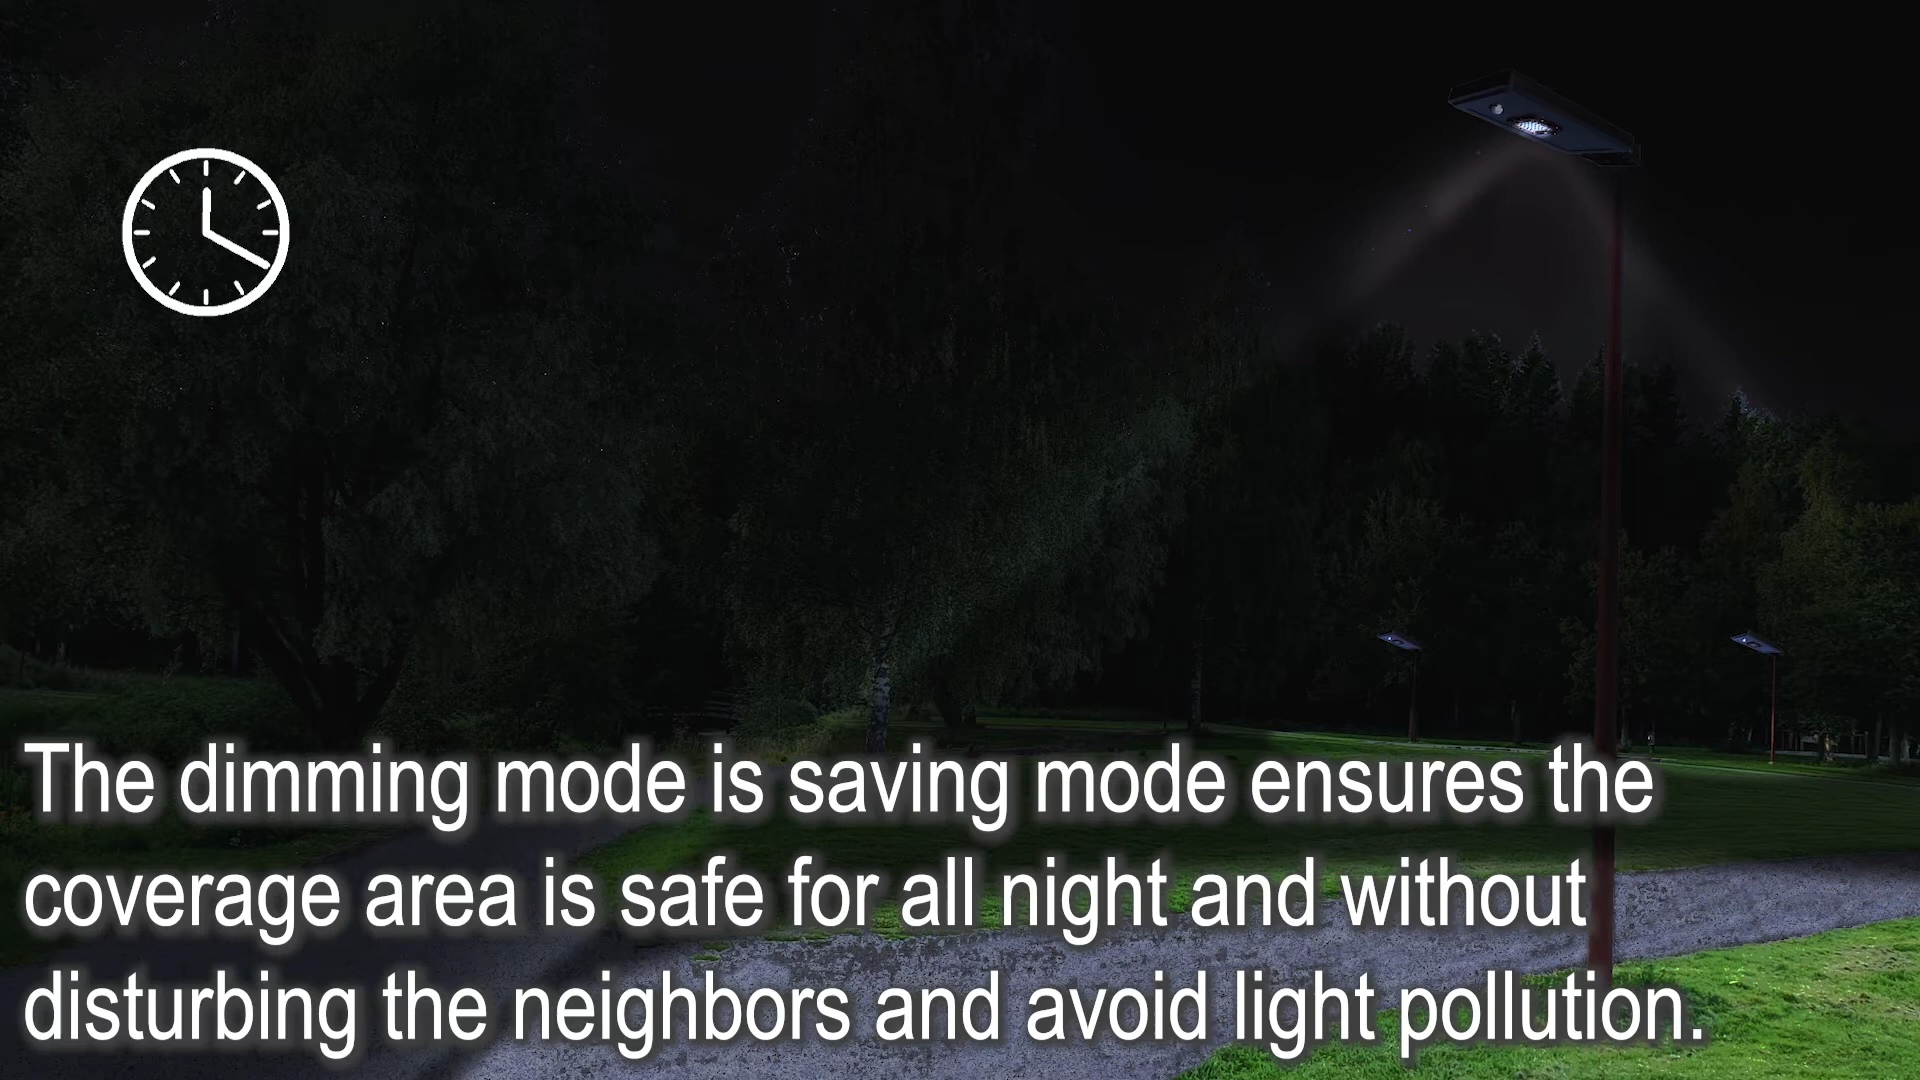 The dimming mode is saving mode ensures the
coverage area is safe for all night and without
disturbing the neighbors and avoid light pollution.